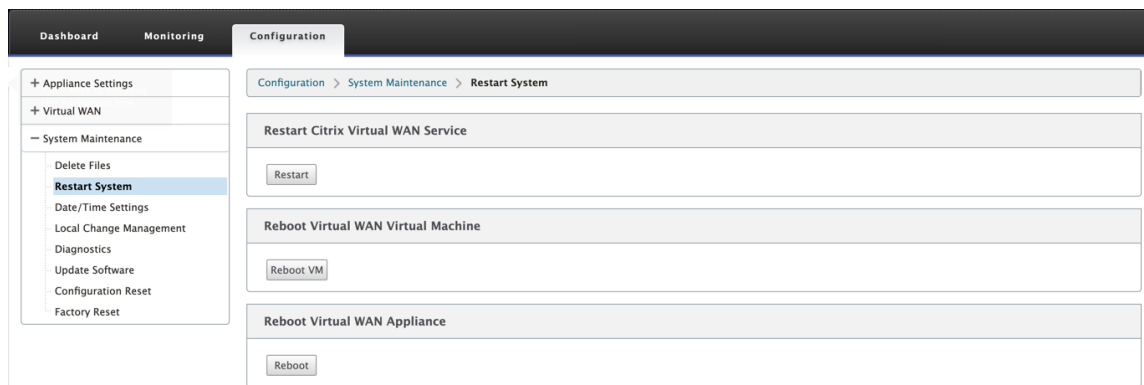 Dashboard Monitoring Configuration
+ Appliance Settings
+ Virtual WAN
− System Maintenance
Delete Files
Restart System
Date/Time Settings
Local Change Management
Diagnostics
Update Software
Configuration Reset
Factory Reset
Configuration > System Maintenance > Restart System
Restart Citrix Virtual WAN Service
Restart
Reboot Virtual WAN Virtual Machine
Reboot VM
Reboot Virtual WAN Appliance
Reboot